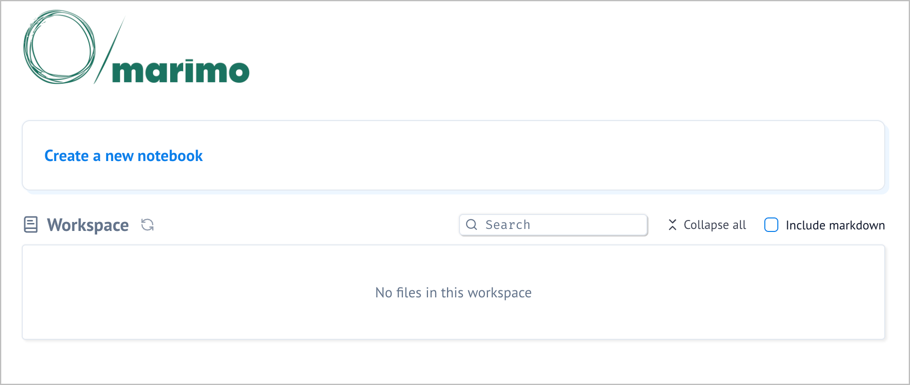 marimo
Create a new notebook
Workspace
Search
Collapse all
Include markdown
No files in this workspace